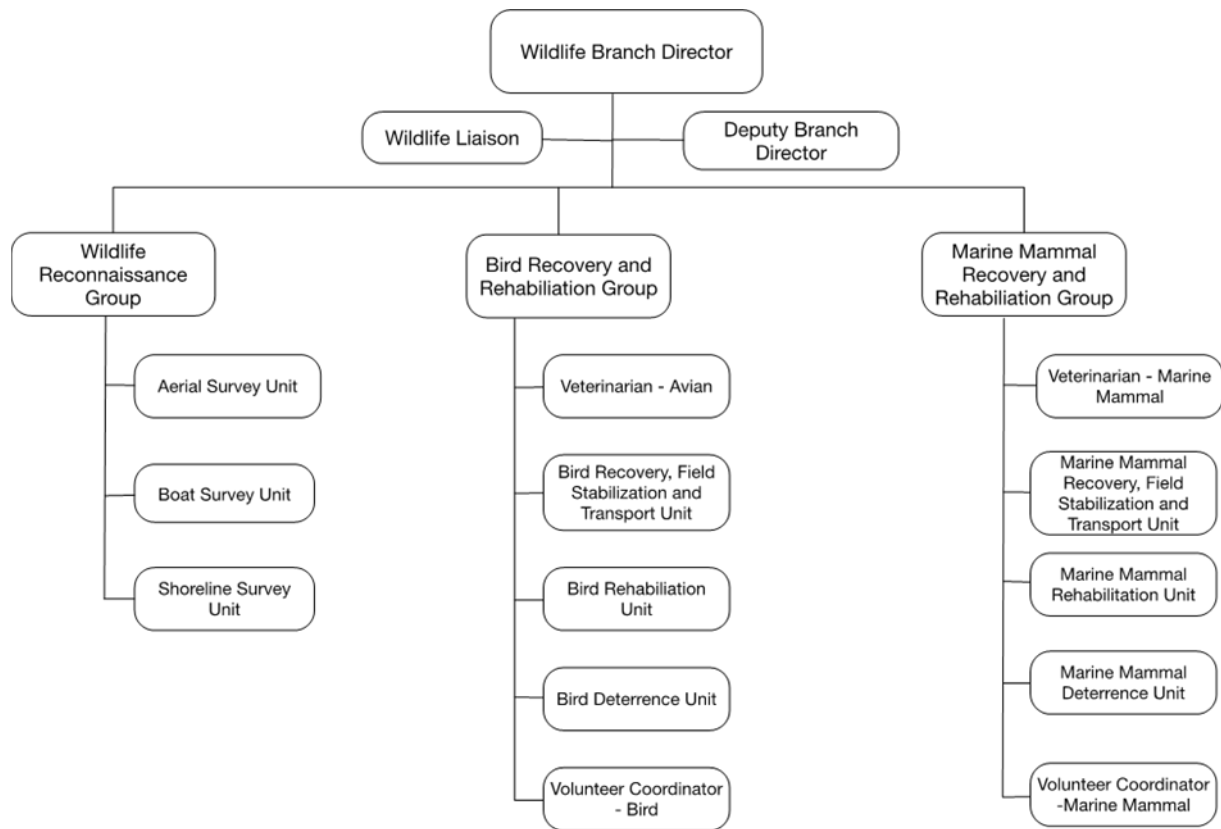 Wildlife Branch Director
Wildlife Liaison
Deputy Branch
Director
Wildlife
Reconnaissance
Group
Bird Recovery and
Rehabiliation Group
Marine Mammal
Recovery and
Rehabiliation Group
Aerial Survey Unit
Boat Survey Unit
Shoreline Survey
Unit
Veterinarian - Avian
Bird Recovery, Field
Stabilization and
Transport Unit
Bird Rehabiliation
Unit
Bird Deterrence Unit
Volunteer Coordinator
- Bird
Veterinarian - Marine
Mammal
Marine Mammal
Recovery, Field
Stabilization and
Transport Unit
Marine Mammal
Rehabilitation Unit
Marine Mammal
Deterrence Unit
Volunteer Coordinator
-Marine Mammal